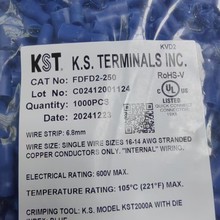 KVD2
KST K.S. TERMINALS INC.
CAT No : FDFD2-250
RoHS-V
Lot No : C02412001124
Quantity : 1000PCS
Date : 20241223
UL US
LISTED
WIRE STRIP: 6.8mm
WIRE SIZE: SINGLE WIRE SIZES 16-14 AWG STRANDED
COPPER CONDUCTORS ONLY. "INTERNAL" WIRING.
ELECTRICAL RATING: 600V MAX.
TEMPERATURE RATING: 105°C (221°F) MAX.
CRIMPING TOOL: K.S. MODEL KST2000A WITH DIE